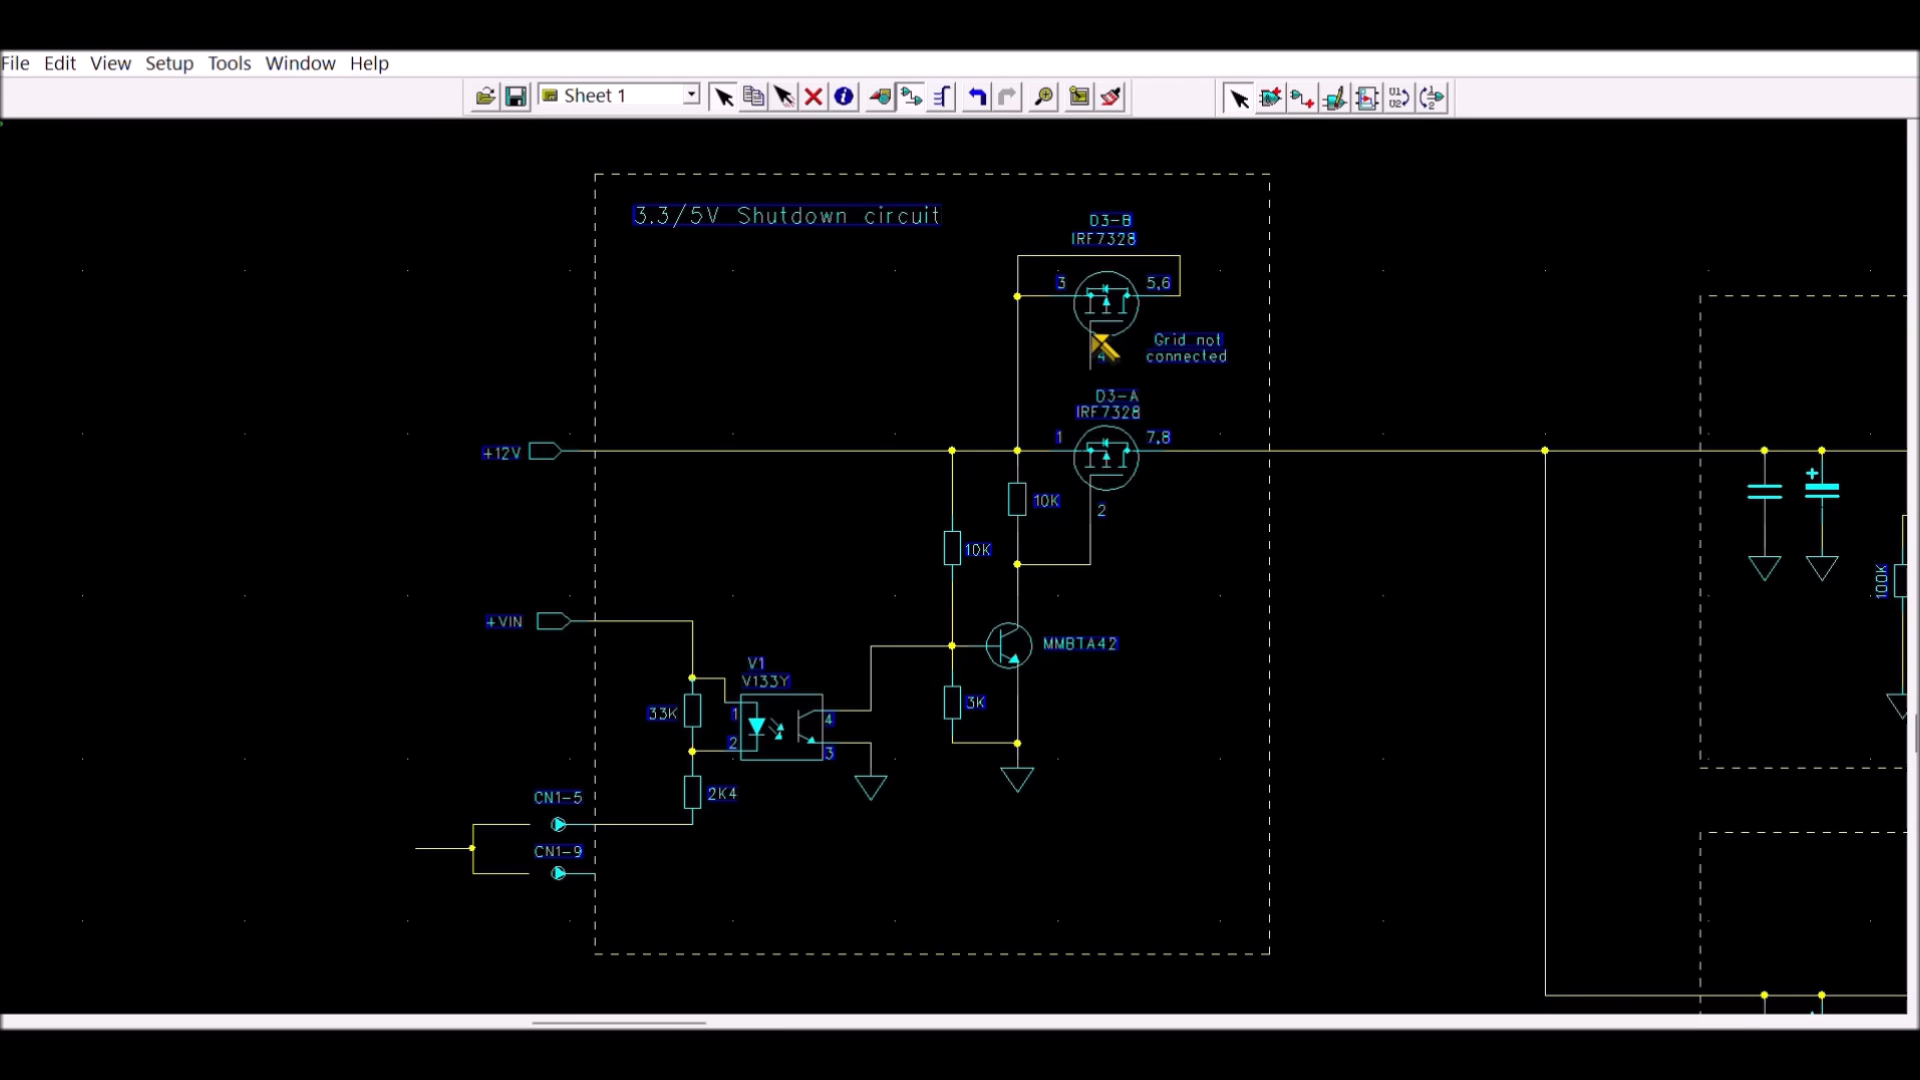 File Edit View Setup Tools Window Help
Sheet 1
3.3/5V Shutdown circuit
D3-B
IRF7328
3
5,6
4
Grid not
connected
D3-A
IRF7328
1
7,8
2
+12V
10K
10K
+VIN
MMBTA42
V1
V133Y
33K
1
2
4
3
3K
2K4
CN1-5
CN1-9
+
100K